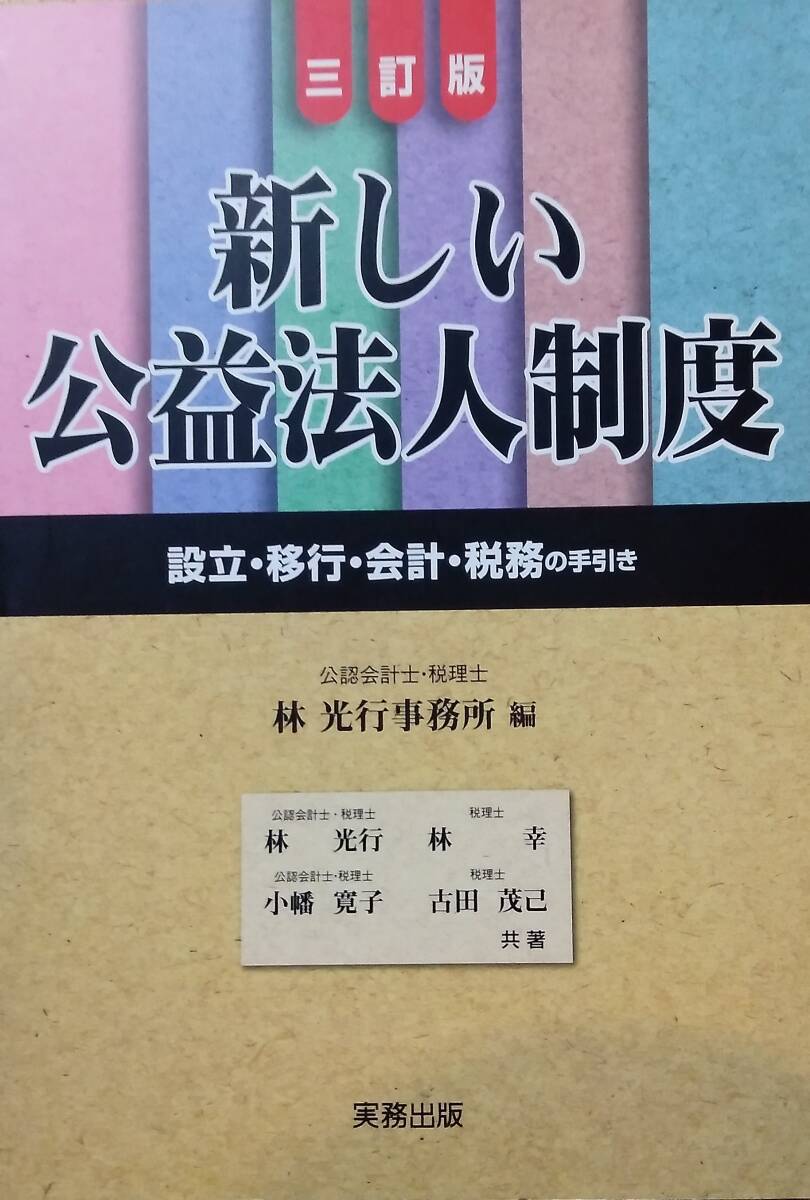 三訂版
新しい
公益法人制度
設立・移行・会計・税務の手引き
公認会計士・税理士
林 光行事務所 編
公認会計士・税理士 税理士
林 光行 林 幸
公認会計士・税理士 税理士
小幡 寛子 古田 茂己
共著
実務出版